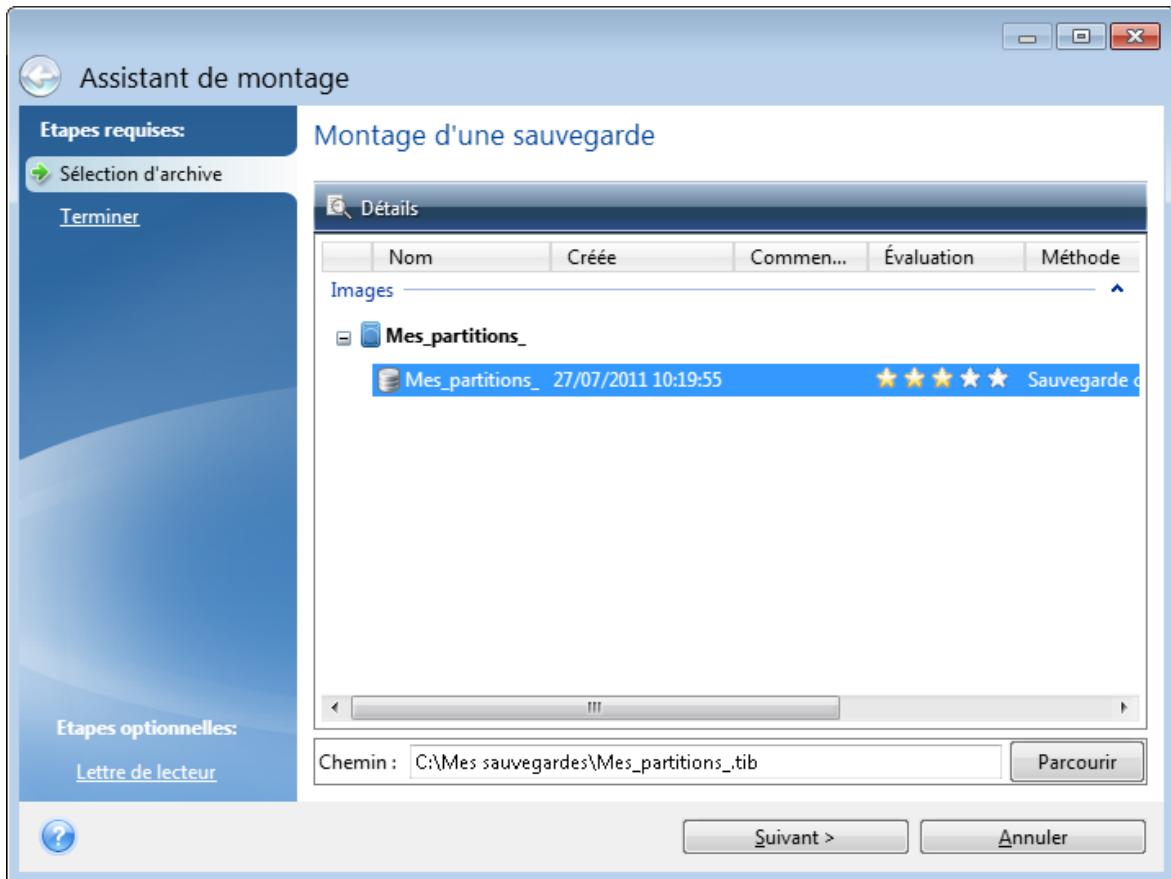 Assistant de montage
Etapes requises:
Sélection d'archive
Terminer
Etapes optionnelles:
Lettre de lecteur
Montage d'une sauvegarde
Détails
Nom Créée Commen... Évaluation Méthode
Images
Mes_partitions_
Mes_partitions_ 27/07/2011 10:19:55 Sauvegarde
Chemin : C:\Mes sauvegardes\Mes_partitions_.tib Parcourir
? Suivant > Annuler